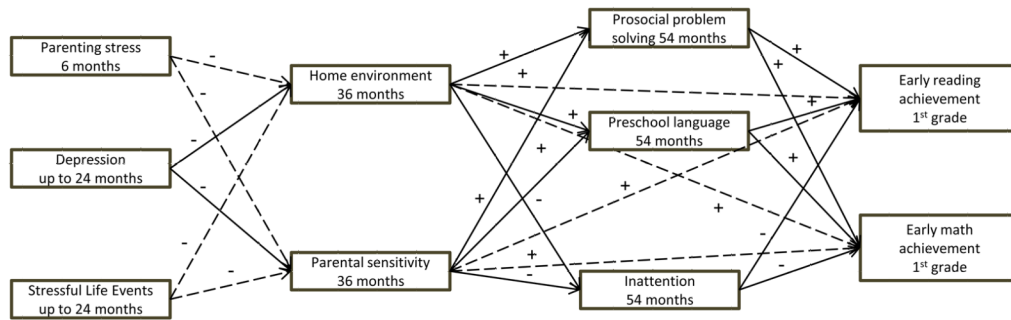 Parenting stress
6 months
Depression
up to 24 months
Stressful Life Events
up to 24 months
Home environment
36 months
Parental sensitivity
36 months
Prosocial problem
solving 54 months
Preschool language
54 months
Inattention
54 months
Early reading
achievement
1st grade
Early math
achievement
1st grade
-
-
-
-
-
-
+
+
+
+
+
-
+
+
+
-
+
+
+
+
-
-